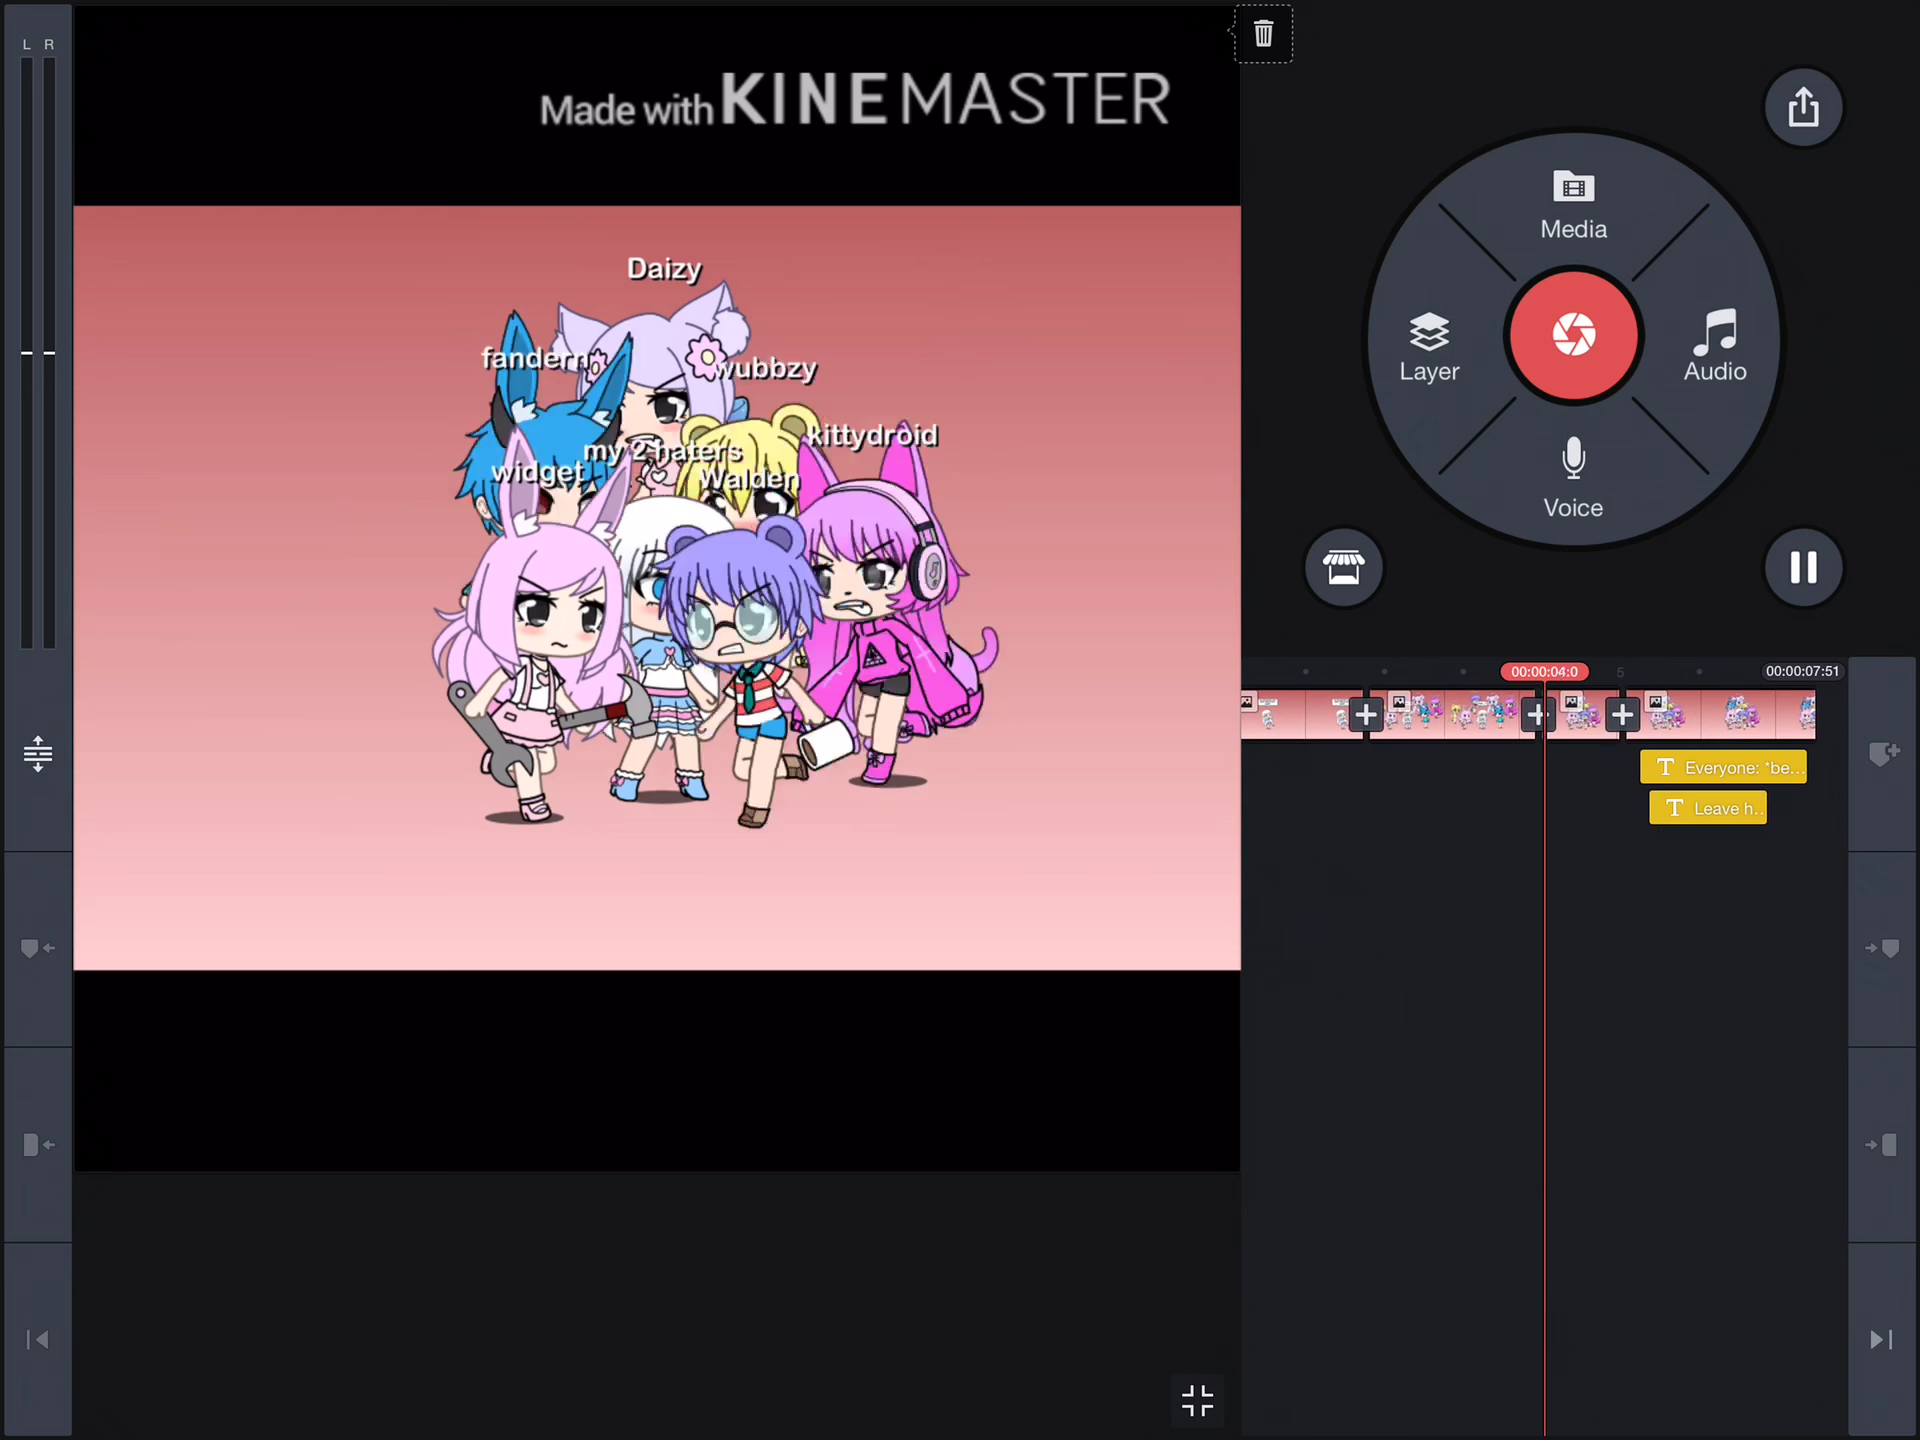 L R
Made with KINEMASTER
Daizy
fandern
wubbzy
kittydroid
my 2 haters
widget
Walden
Media
Layer
Audio
Voice
00:00:04:0
5
00:00:07:51
Everyone: *be...
Leave h..